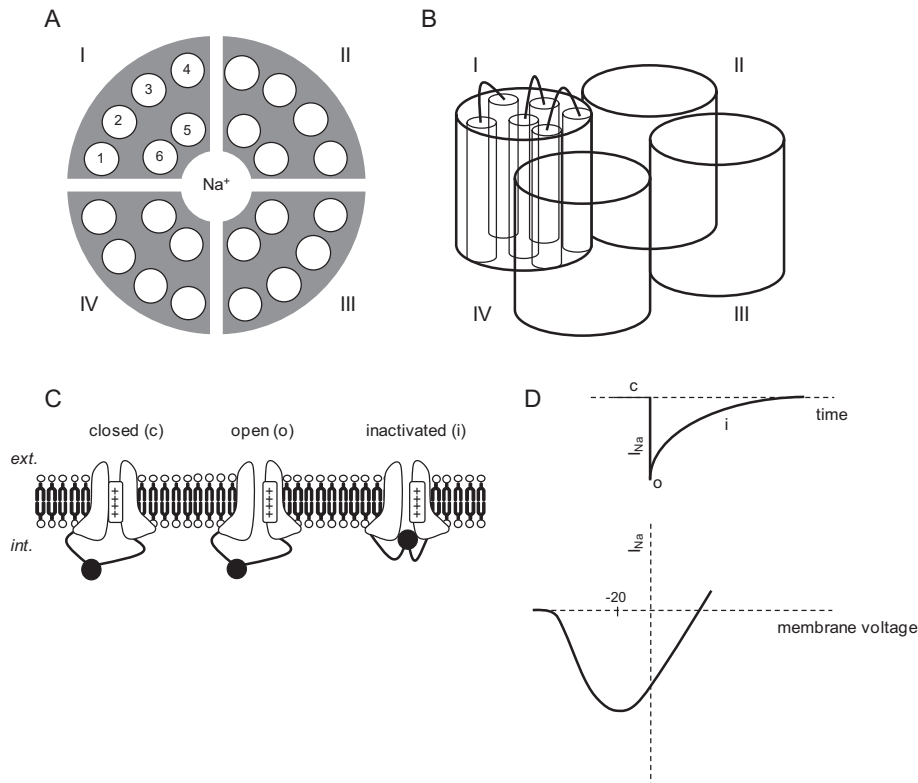 A
I
II
4
3
2
5
1
6
Na⁺
IV
III
B
I
II
IV
III
C
closed (c)
open (o)
inactivated (i)
ext.
+
+
+
+
+
+
+
+
+
+
+
+
int.
D
c
time
I_Na
i
o
I_Na
-20
membrane voltage